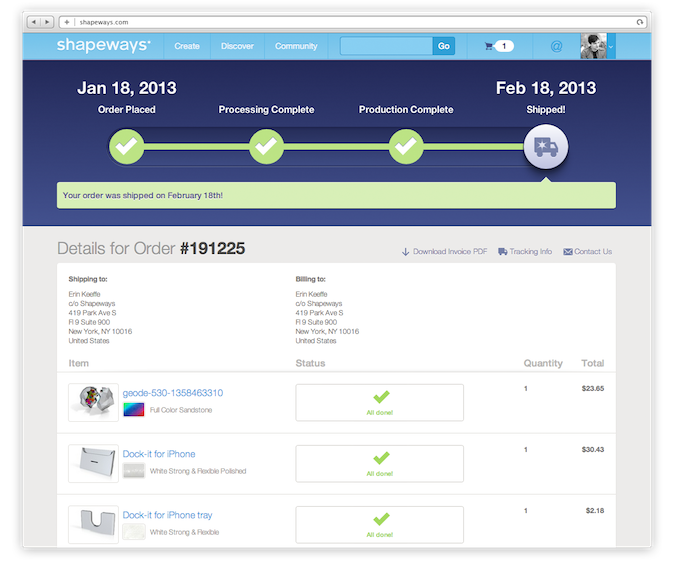 shapeways.com
shapeways*
Create
Discover
Community
Go
1
@
Jan 18, 2013
Feb 18, 2013
Order Placed
Processing Complete
Production Complete
Shipped!
Your order was shipped on February 18th!
Details for Order #191225
Download Invoice PDF
Tracking Info
Contact Us
Shipping to:
Erin Keeffe
c/o Shapeways
419 Park Ave S
Fl 9 Suite 900
New York, NY 10016
United States
Billing to:
Erin Keeffe
c/o Shapeways
419 Park Ave S
Fl 9 Suite 900
New York, NY 10016
United States
Item
Status
Quantity
Total
geode-530-1358463310
Full Color Sandstone
All done!
1
$23.65
Dock-it for iPhone
White Strong & Flexible Polished
All done!
1
$30.43
Dock-it for iPhone tray
White Strong & Flexible
All done!
1
$2.18